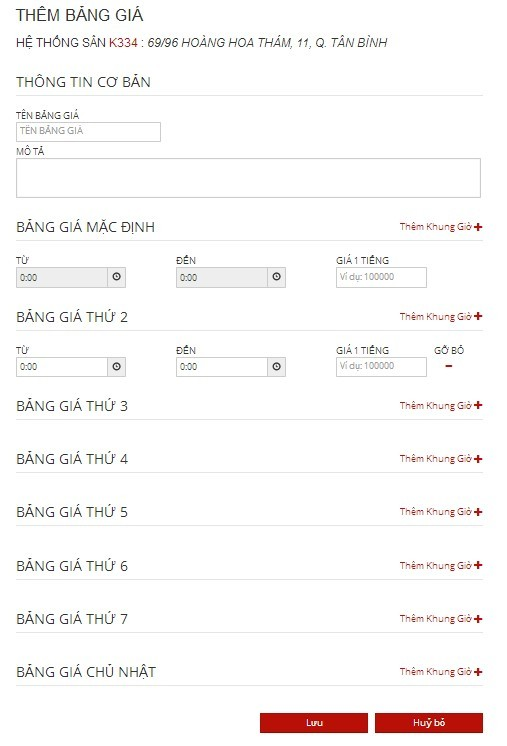 THÊM BẢNG GIÁ
HỆ THỐNG SÂN K334 : 69/96 HOÀNG HOA THÁM, 11, Q. TÂN BÌNH
THÔNG TIN CƠ BẢN
TÊN BẢNG GIÁ
TÊN BẢNG GIÁ
MÔ TẢ
BẢNG GIÁ MẶC ĐỊNH Thêm Khung Giờ
TỪ ĐẾN GIÁ 1 TIẾNG
0:00 0:00 Ví dụ: 100000
BẢNG GIÁ THỨ 2 Thêm Khung Giờ
TỪ ĐẾN GIÁ 1 TIẾNG GỠ BỎ
0:00 0:00 Ví dụ: 100000
BẢNG GIÁ THỨ 3 Thêm Khung Giờ
BẢNG GIÁ THỨ 4 Thêm Khung Giờ
BẢNG GIÁ THỨ 5 Thêm Khung Giờ
BẢNG GIÁ THỨ 6 Thêm Khung Giờ
BẢNG GIÁ THỨ 7 Thêm Khung Giờ
BẢNG GIÁ CHỦ NHẬT Thêm Khung Giờ
Lưu Huỷ bỏ